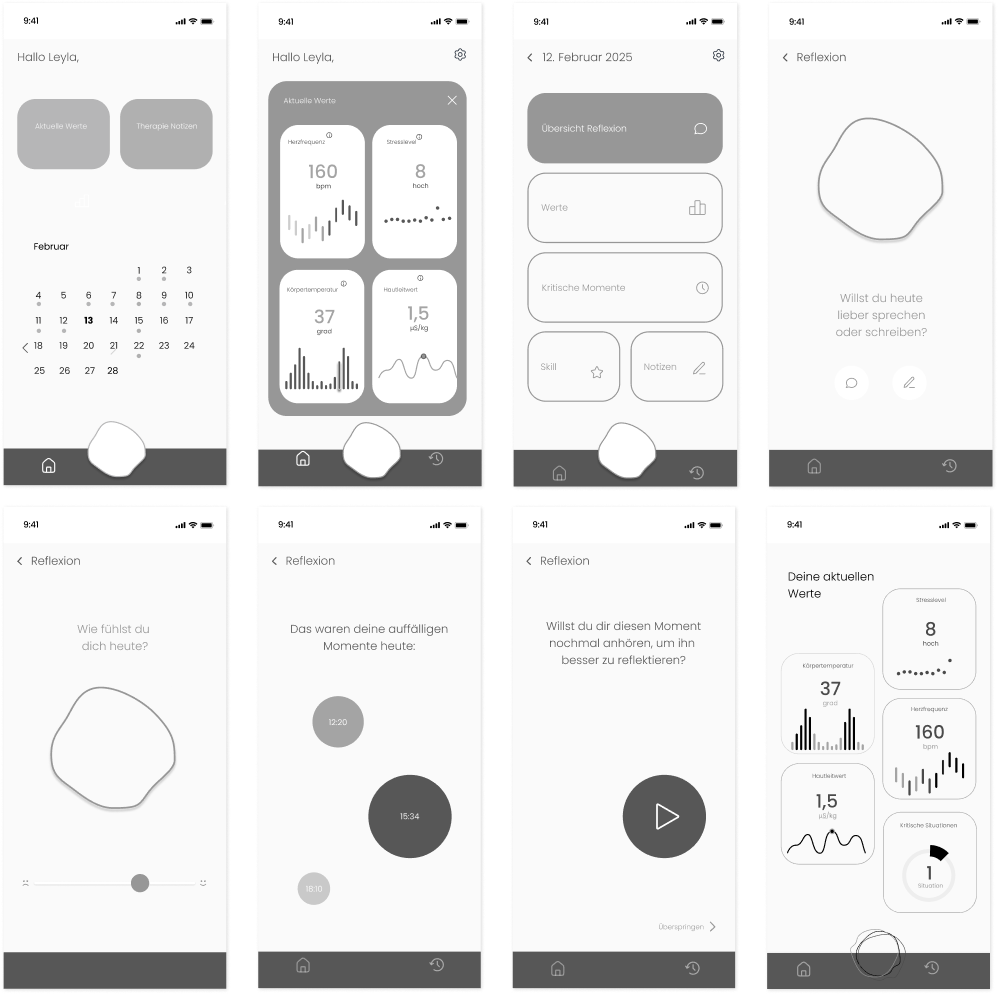 9:41
Hallo Leyla,
Aktuelle Werte
Therapie Notizen
Februar
1 2 3
4 5 6 7 8 9 10
11 12 13 14 15 16 17
18 19 20 21 22 23 24
25 26 27 28
9:41
Hallo Leyla,
Aktuelle Werte
Herzfrequenz
160
bpm
Stresslevel
8
hoch
Körpertemperatur
37
grad
Hautleitwert
1,5
µS/kg
9:41
12. Februar 2025
Übersicht Reflexion
Werte
Kritische Momente
Skill
Notizen
9:41
Reflexion
Willst du heute
lieber sprechen
oder schreiben?
9:41
Reflexion
Wie fühlst du
dich heute?
9:41
Reflexion
Das waren deine auffälligen
Momente heute:
12:20
15:34
18:10
9:41
Reflexion
Willst du dir diesen Moment
nochmal anhören, um ihn
besser zu reflektieren?
Überspringen
9:41
Deine aktuellen
Werte
Stresslevel
8
hoch
Körpertemperatur
37
grad
Herzfrequenz
160
bpm
Hautleitwert
1,5
µS/kg
Kritische Situationen
1
Situation